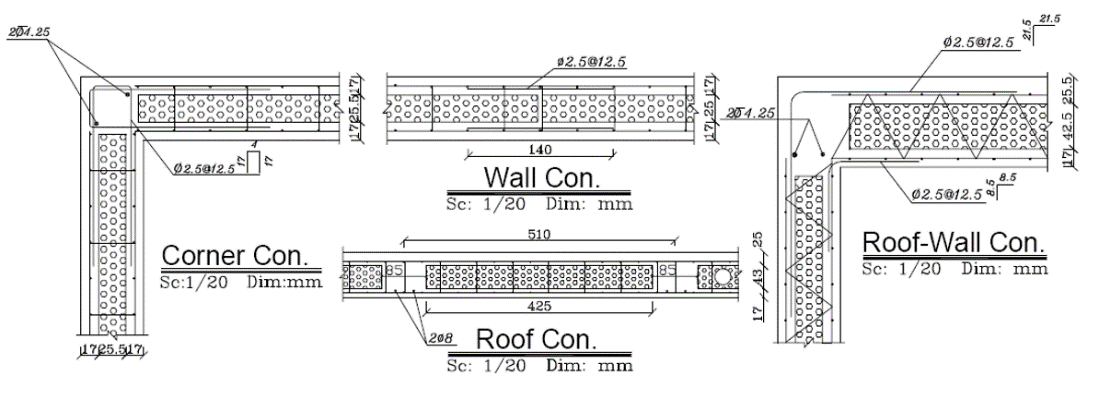 2Ø4.25
Ø2.5@12.5
4
17
17
17
25.5
17
17
25.5
17
Corner Con.
Sc:1/20 Dim:mm
ø2.5@12.5
17
25
17
140
Wall Con.
Sc: 1/20 Dim: mm
510
25
43
17
85
85
425
2ø8
Roof Con.
Sc: 1/20 Dim: mm
21.5
21.5
Ø2.5@12.5
2Ø4.25
25.5
42.5
17
8.5
8.5
Ø2.5@12.5
Roof-Wall Con.
Sc: 1/20 Dim: mm